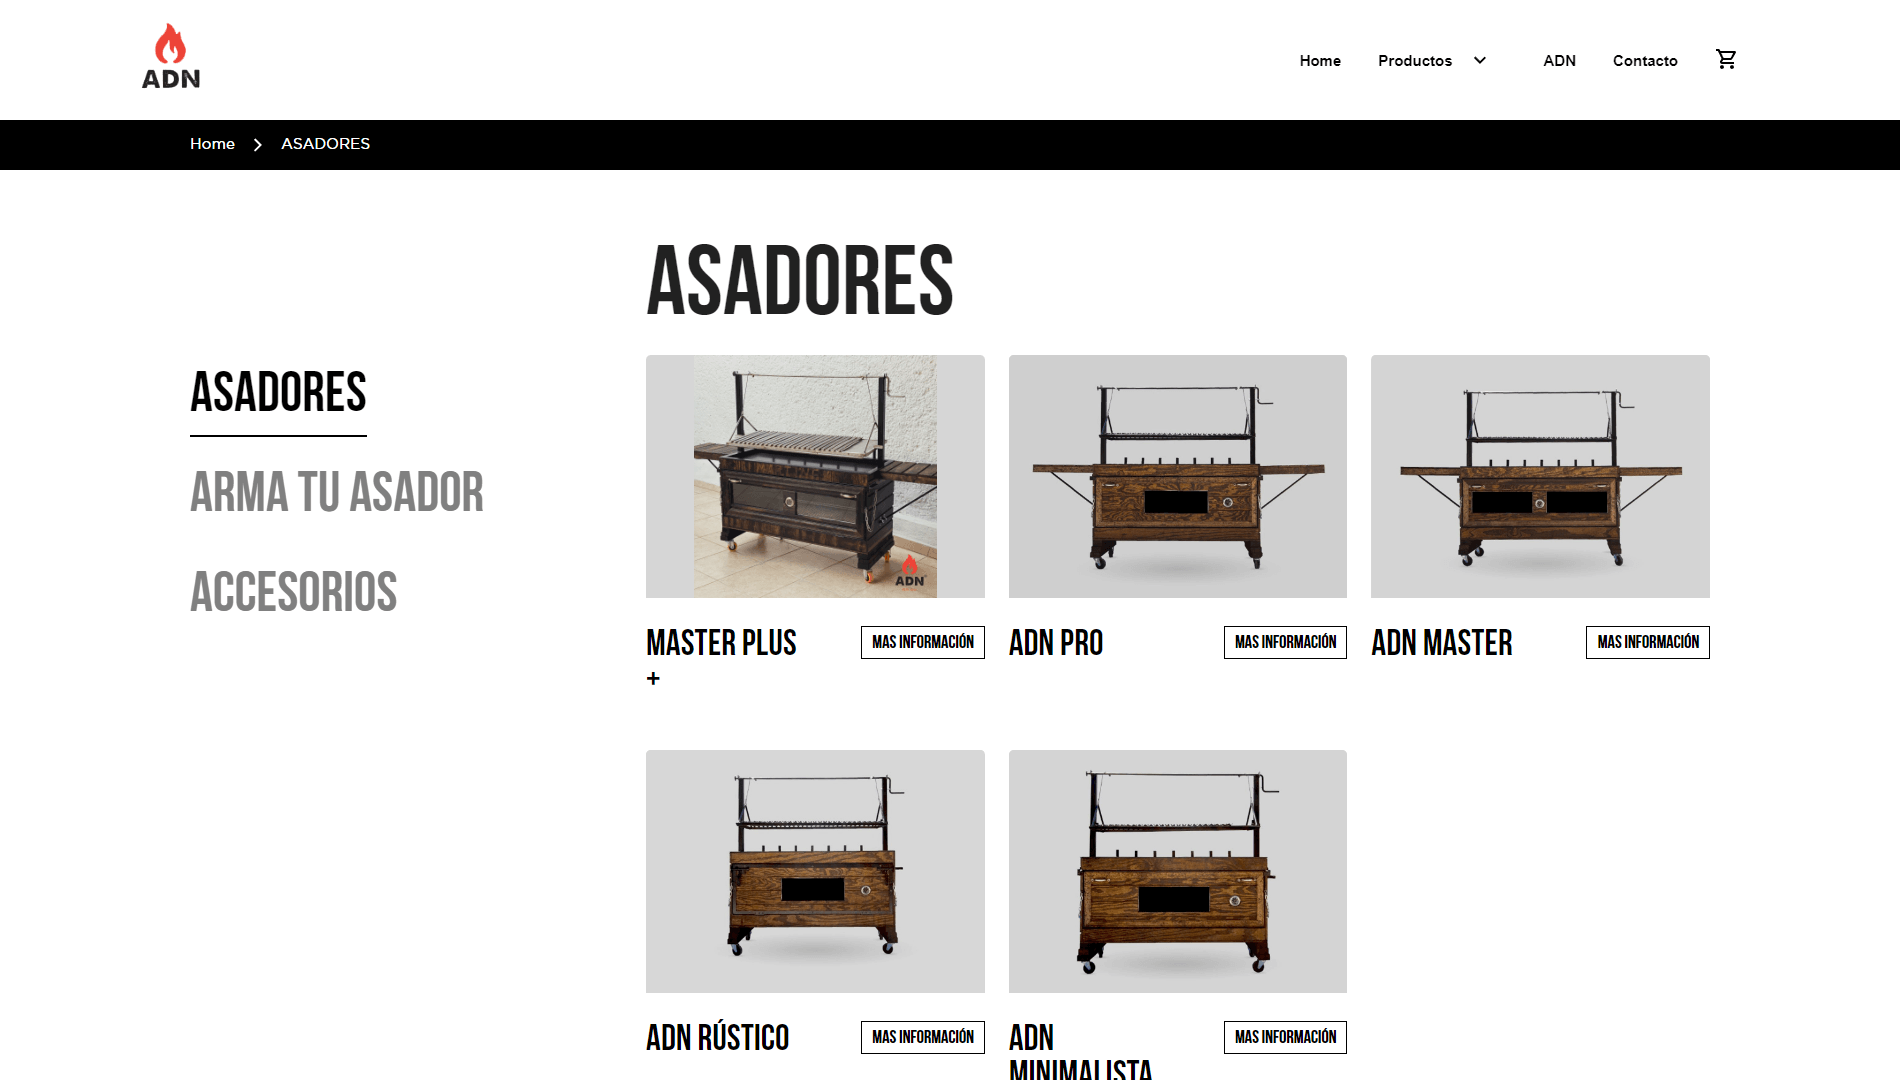 ADN
Home
Productos
ADN
Contacto
Home
ASADORES
ASADORES
ASADORES
ARMA TU ASADOR
ACCESORIOS
ADN
MASTER PLUS
+
MAS INFORMACIÓN
ADN PRO
MAS INFORMACIÓN
ADN MASTER
MAS INFORMACIÓN
ADN RÚSTICO
MAS INFORMACIÓN
ADN
MINIMALISTA
MAS INFORMACIÓN